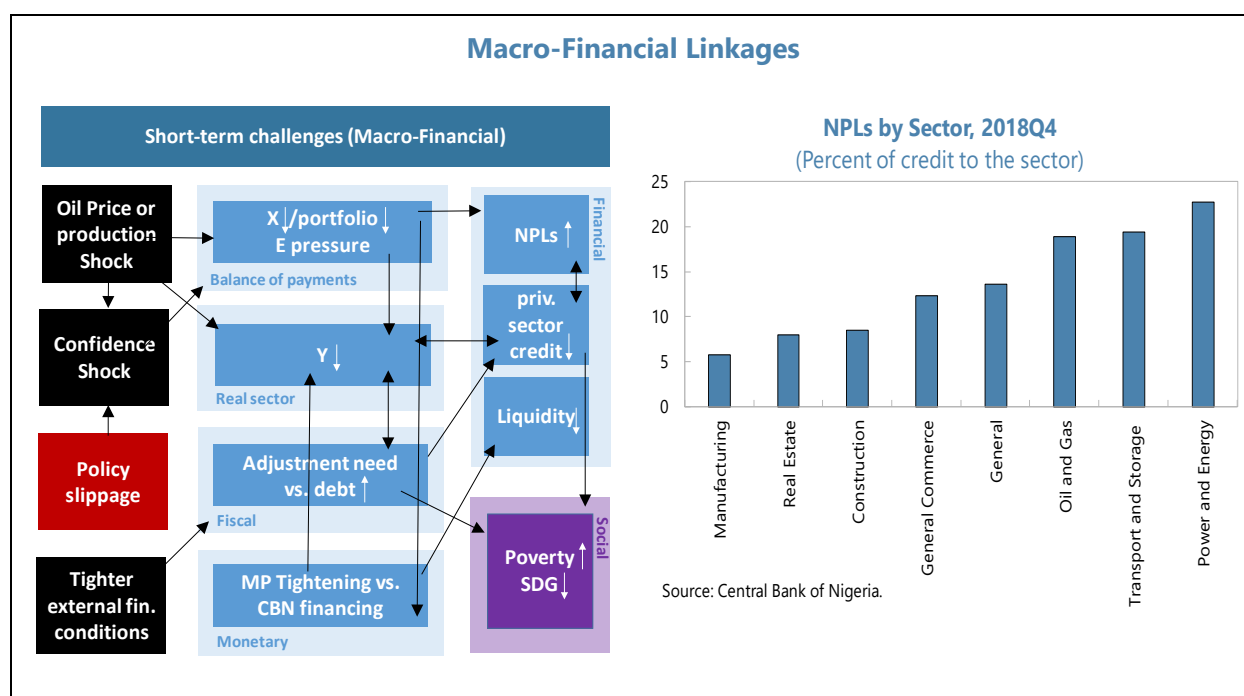 Macro-Financial Linkages
Short-term challenges (Macro-Financial)
Oil Price or
production
Shock
Confidence
Shock
Policy
slippage
Tighter
external fin.
conditions
X↓/portfolio↓
E pressure
Balance of payments
Y↓
Real sector
Adjustment need
vs. debt↑
Fiscal
MP Tightening vs.
CBN financing
Monetary
Financial
NPLs↑
priv.
sector
credit↓
Liquidity↓
Social
Poverty↑
SDG↓
NPLs by Sector, 2018Q4
(Percent of credit to the sector)
25
20
15
10
5
0
Manufacturing
Real Estate
Construction
General Commerce
General
Oil and Gas
Transport and Storage
Power and Energy
Source: Central Bank of Nigeria.